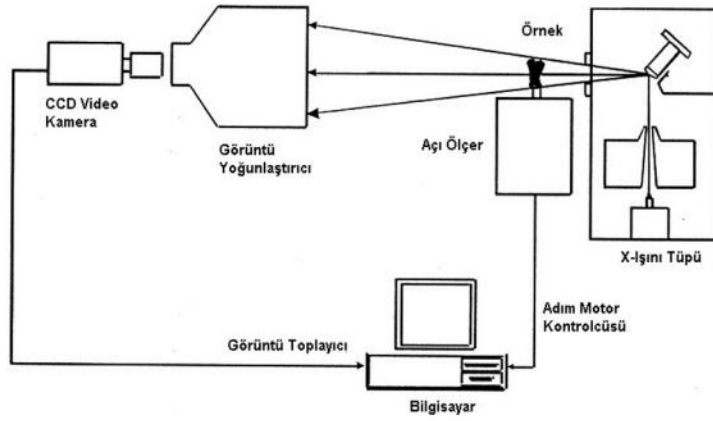 Örnek
CCD Video
Kamera
Görüntü
Yoğunlaştırıcı
Açı Ölçer
X-Işını Tüpü
Adım Motor
Kontrolcüsü
Görüntü Toplayıcı
Bilgisayar